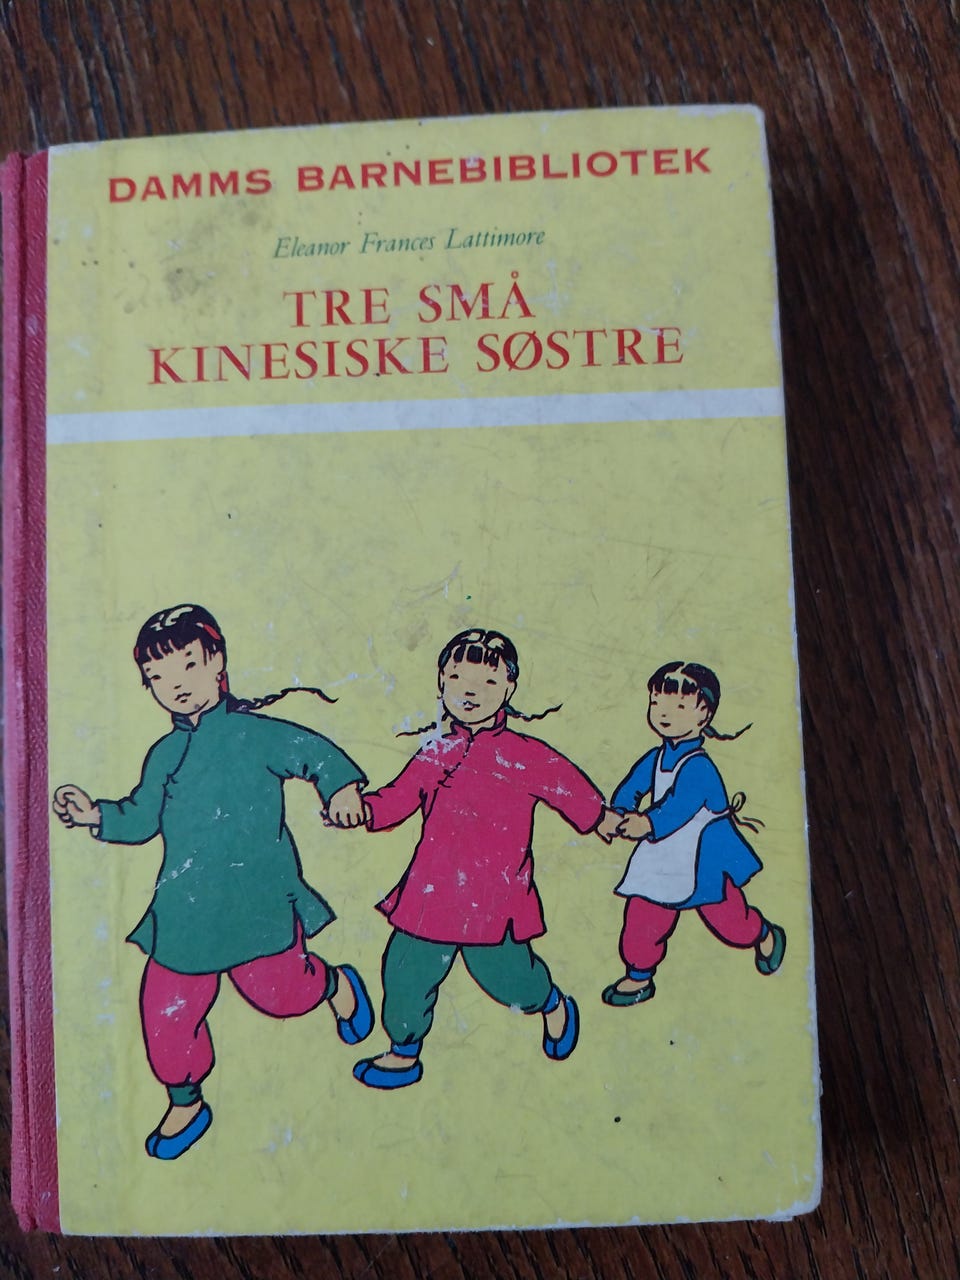 DAMMS BARNEBIBLIOTEK
Eleanor Frances Lattimore
TRE SMÅ
KINESISKE SØSTRE